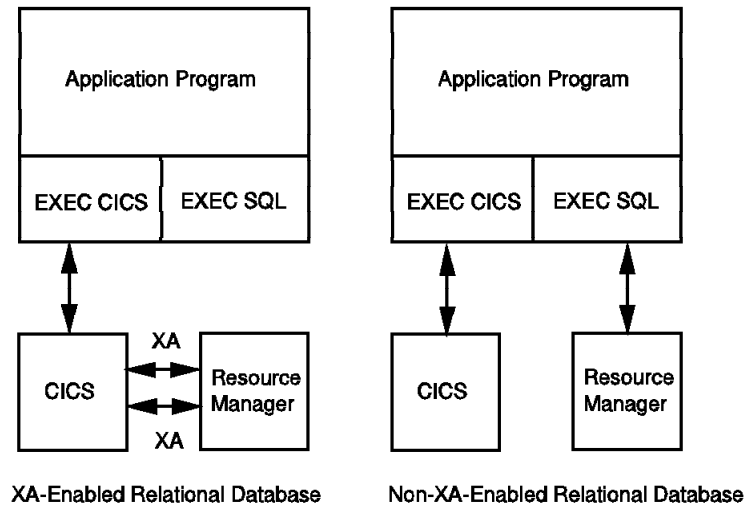 Application Program
EXEC CICS
EXEC SQL
XA
CICS
Resource
Manager
XA
XA-Enabled Relational Database
Application Program
EXEC CICS
EXEC SQL
CICS
Resource
Manager
Non-XA-Enabled Relational Database